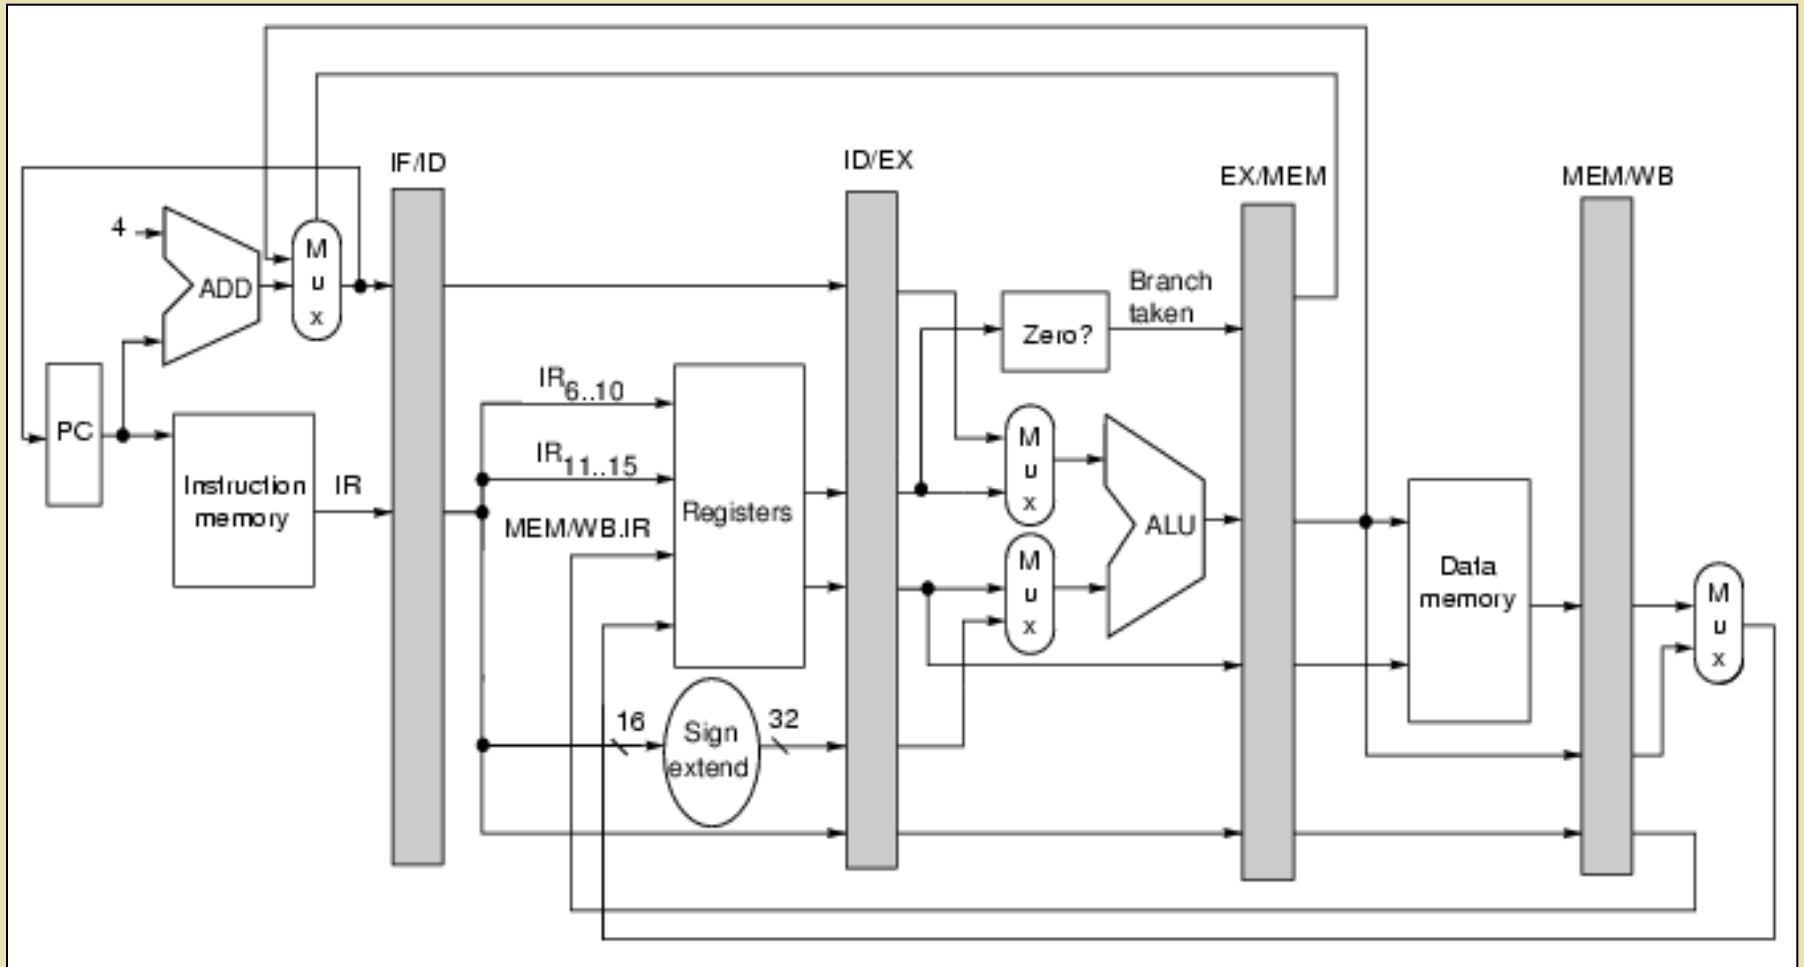 IF/ID
ID/EX
EX/MEM
MEM/WB
4
ADD
M
u
x
PC
Instruction
memory
IR
IR6..10
IR11..15
MEM/WB.IR
Registers
16
Sign
extend
32
Zero?
Branch
taken
M
u
x
M
u
x
ALU
Data
memory
M
u
x